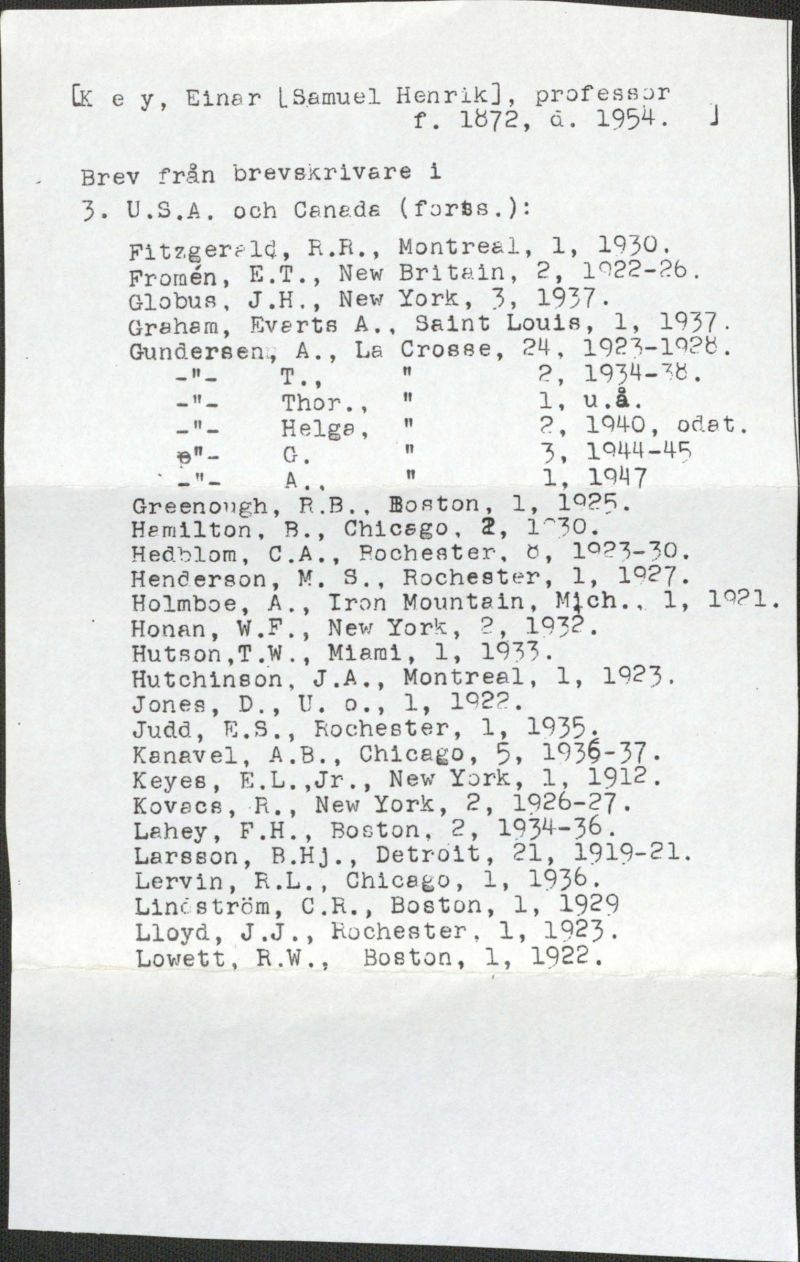 [K e y, Einar [Samuel Henrik], professor
f. 1872, d. 1954. ]
Brev från brevskrivare i
3. U.S.A. och Canada (forts.):
Fitzgerald, R.R., Montreal, 1, 1930.
Fromén, E.T., New Britain, 2, 1922-26.
Globus, J.H., New York, 3, 1937.
Graham, Everts A., Saint Louis, 1, 1937.
Gundersen, A., La Crosse, 24, 1923-1928.
-"- T., " 2, 1934-38.
-"- Thor., " 1, u.å.
-"- Helga, " 2, 1940, odat.
-"- G. " 3, 1944-45
-"- A., " 1, 1947
Greenough, R.B., Boston, 1, 1925.
Hamilton, B., Chicago, 2, 1930.
Hedblom, C.A., Rochester, 8, 1923-30.
Henderson, M. S., Rochester, 1, 1927.
Holmboe, A., Iron Mountain, Mich., 1, 1921.
Honan, W.F., New York, 2, 1932.
Hutson,T.W., Miami, 1, 1933.
Hutchinson, J.A., Montreal, 1, 1923.
Jones, D., U. o., 1, 1922.
Judd, E.S., Rochester, 1, 1935.
Kanavel, A.B., Chicago, 5, 1936-37.
Keyes, E.L.,Jr., New York, 1, 1912.
Kovacs, R., New York, 2, 1926-27.
Lahey, F.H., Boston, 2, 1934-36.
Larsson, B.Hj., Detroit, 21, 1919-21.
Lervin, R.L., Chicago, 1, 1936.
Lindström, C.R., Boston, 1, 1929
Lloyd, J.J., Rochester, 1, 1923.
Lowett, R.W., Boston, 1, 1922.